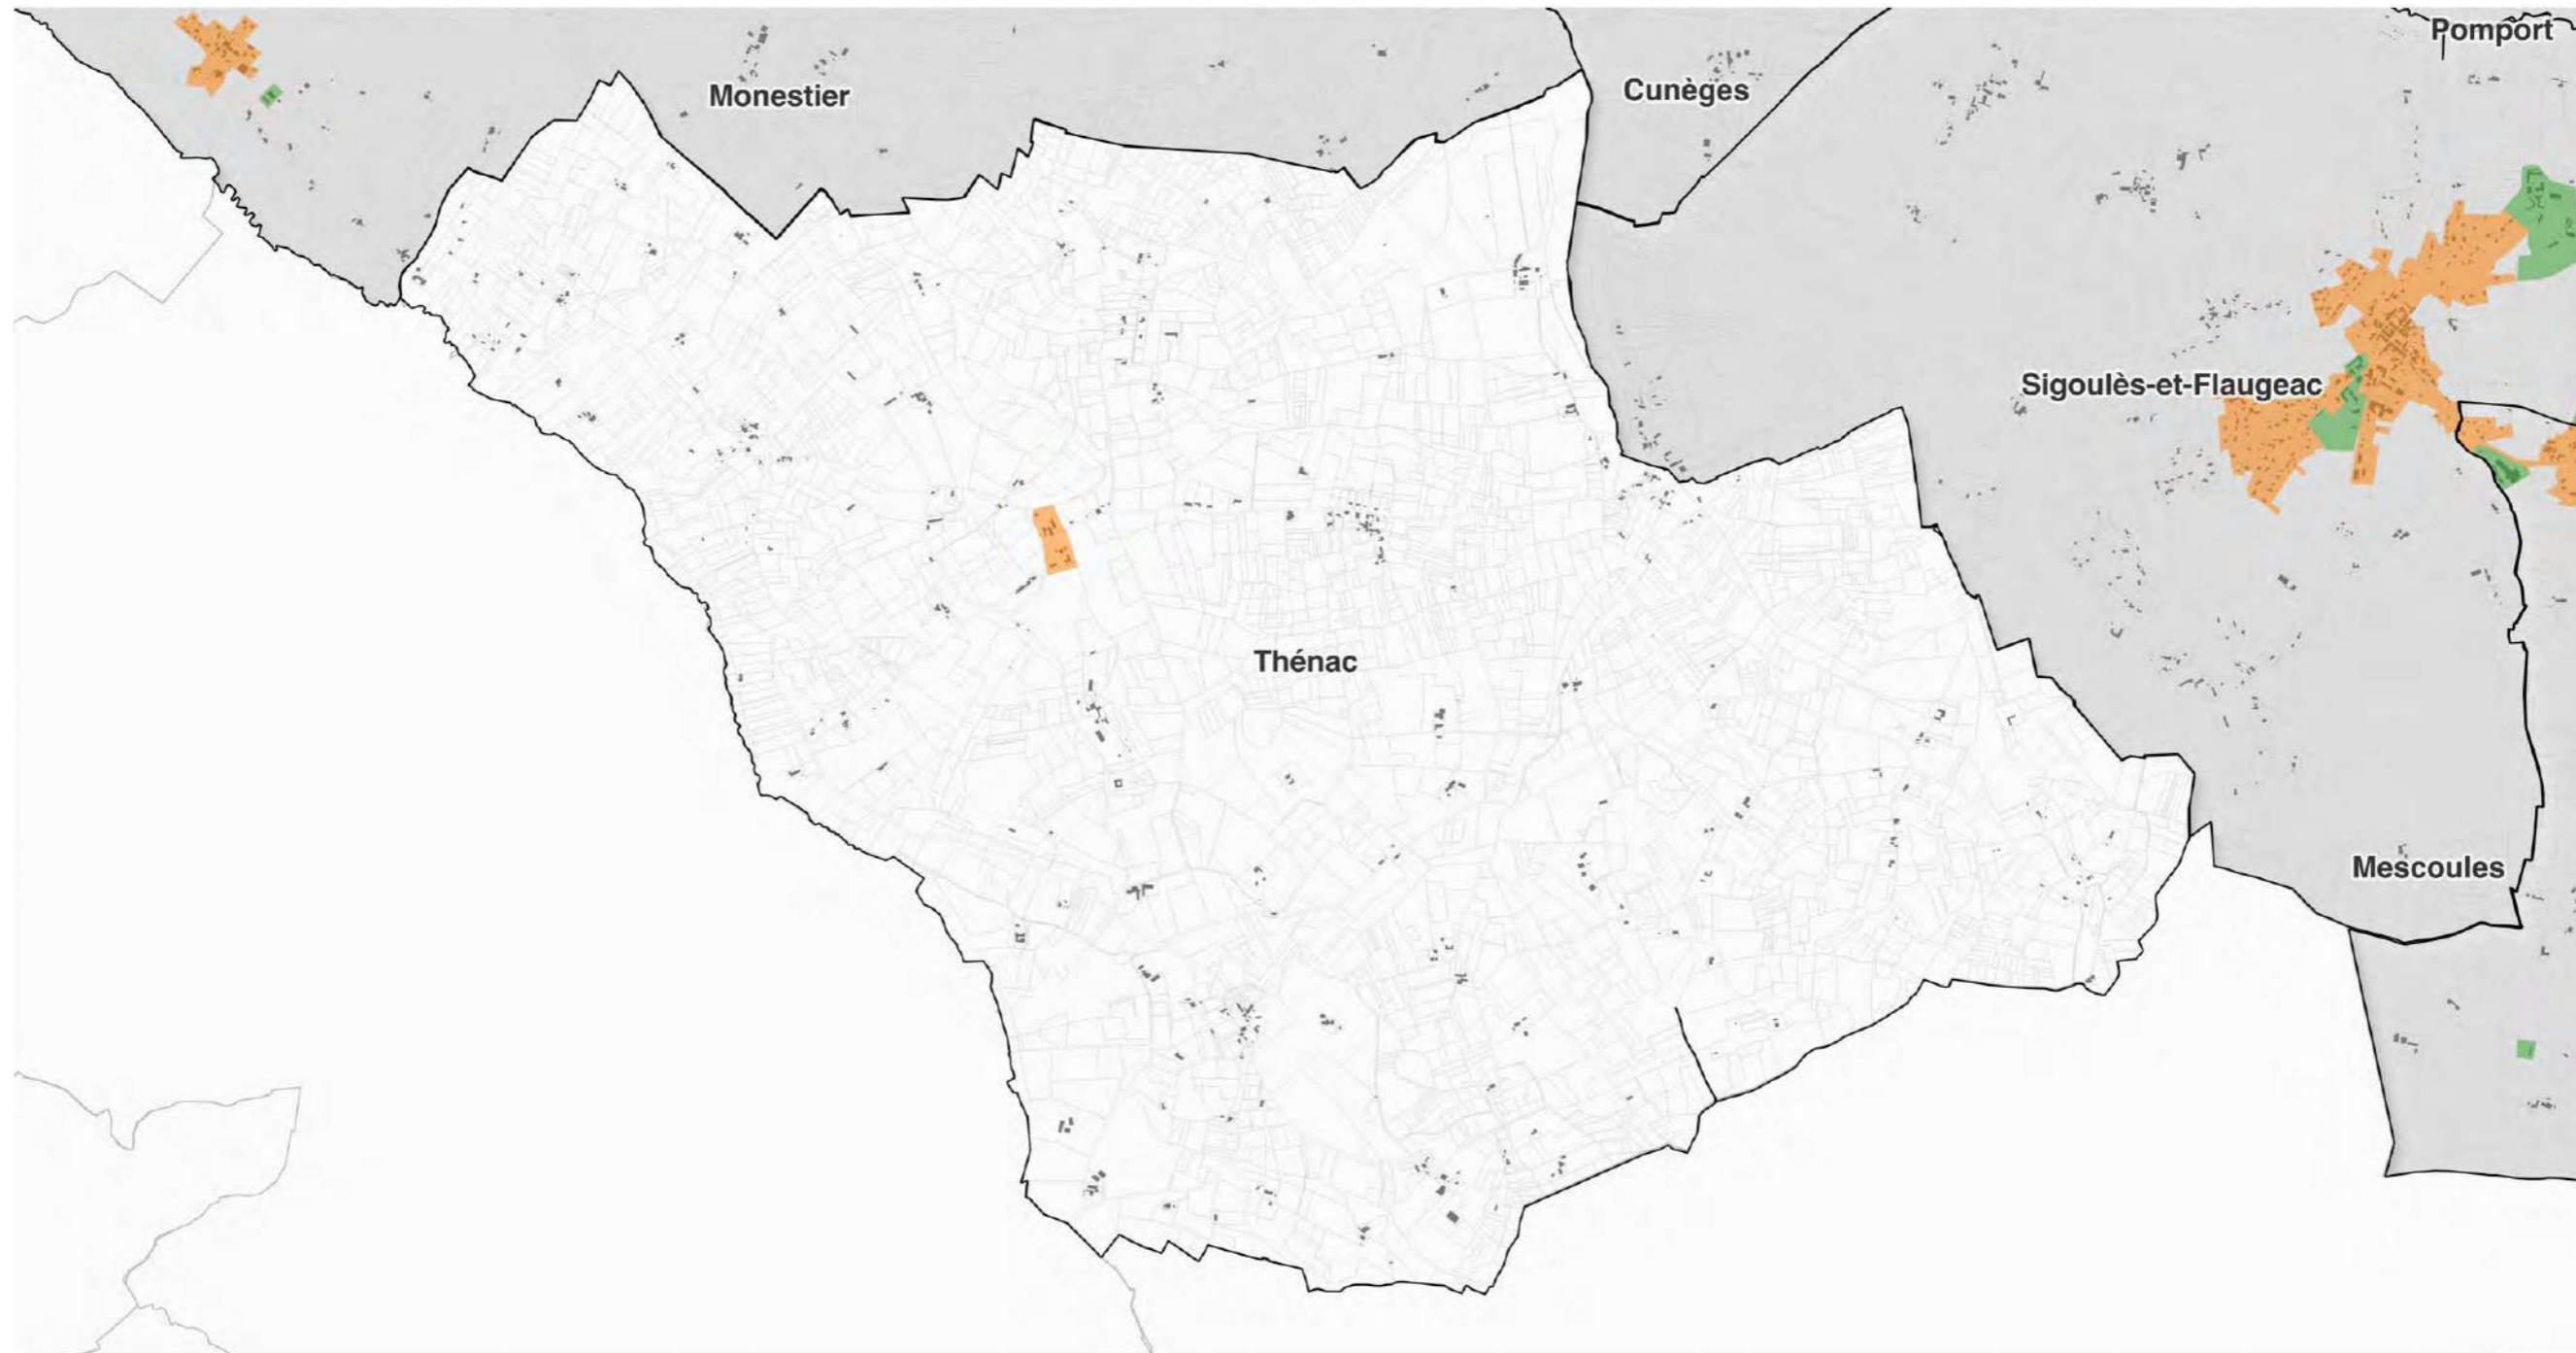 Pomport
Monestier
Cunèges
Sigoulès-et-Flaugeac
Thénac
Mescoules